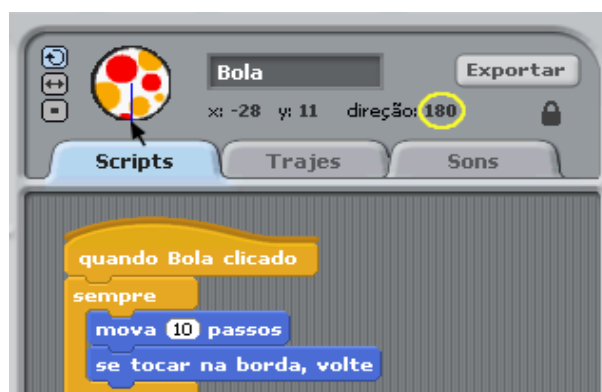 Bola
Exportar
x: -28 y: 11 direção: 180
Scripts Trajes Sons
quando Bola clicado
sempre
mova 10 passos
se tocar na borda, volte